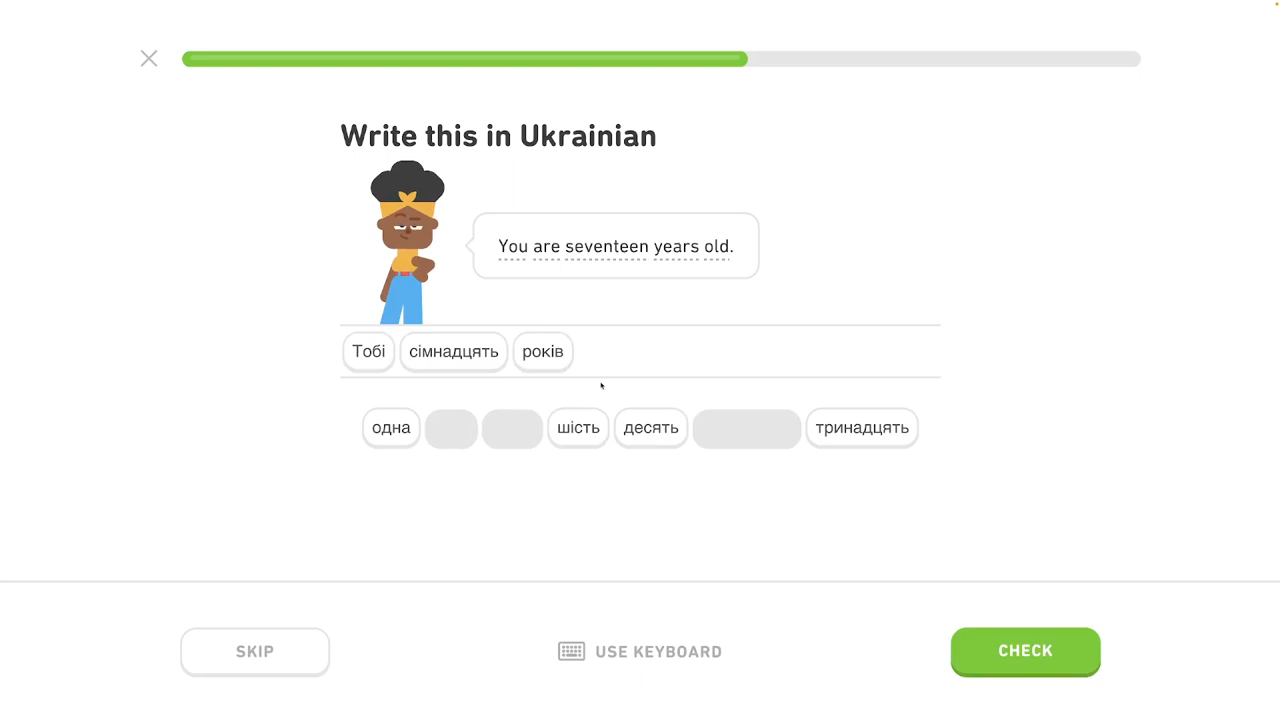 Write this in Ukrainian
You are seventeen years old.
Тобі сімнадцять років
одна шість десять тринадцять
SKIP USE KEYBOARD CHECK